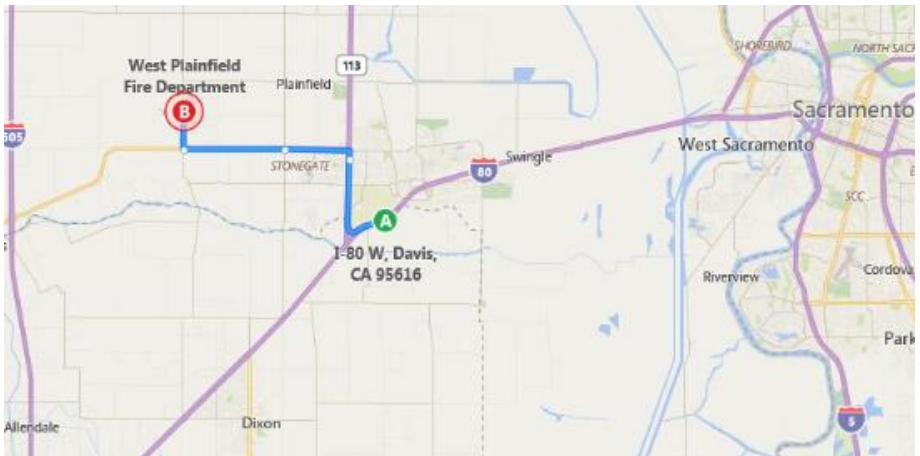 SHOREBIRD
NORTH SACR
West Plainfield
Fire Department
113
Plainfield
B
Sacramento
505
Swingle
West Sacramento
STONEGATE
80
SCC
A
I-80 W, Davis,
CA 95616
Riverview
Cordova
Park
Allendale
Dixon
5